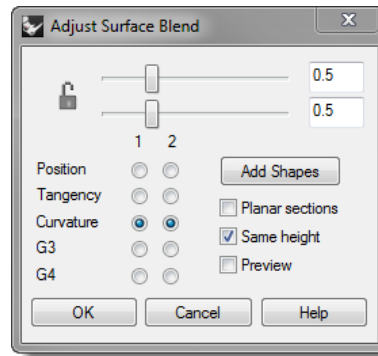 Adjust Surface Blend
0.5
0.5
1 2
Position
Tangency
Curvature
G3
G4
Add Shapes
Planar sections
Same height
Preview
OK Cancel Help